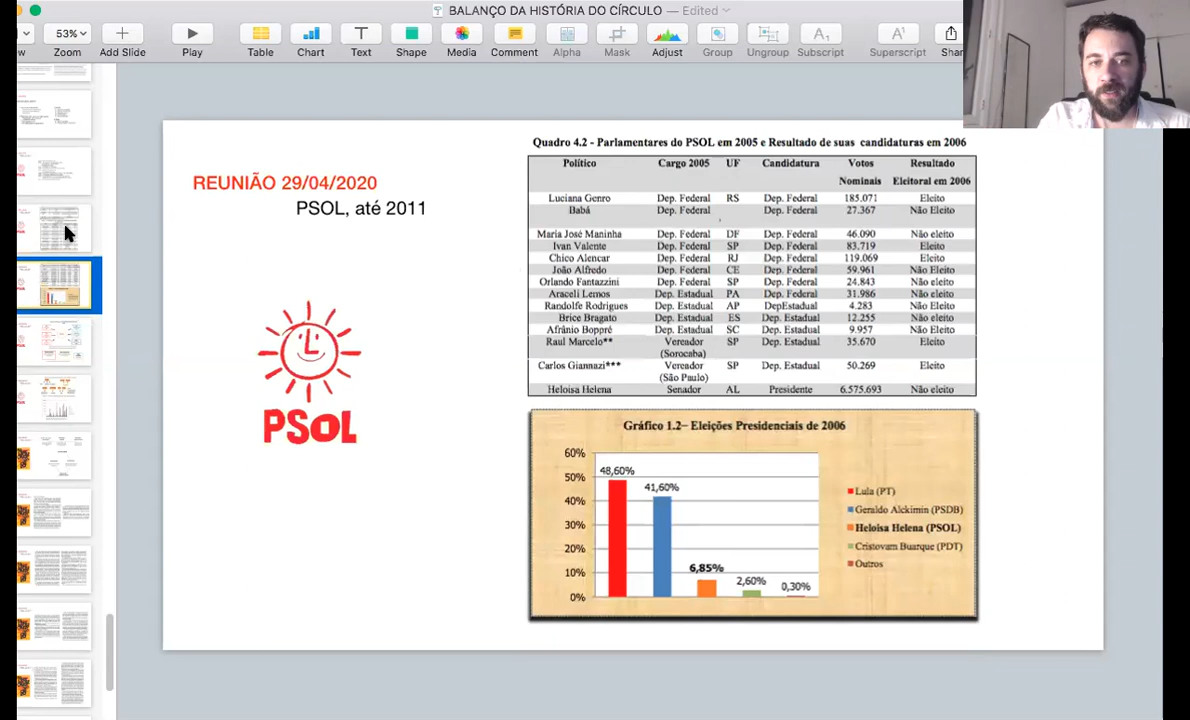 BALANÇO DA HISTÓRIA DO CÍRCULO — Edited
53%
Zoom Add Slide Play Table Chart Text Shape Media Comment Alpha Mask Adjust Group Ungroup Subscript Superscript Shar
REUNIÃO 29/04/2020
PSOL, até 2011
PSOL
Quadro 4.2 - Parlamentares do PSOL em 2005 e Resultado de suas candidaturas em 2006
Político Cargo 2005 UF Candidatura Votos Nominais Resultado Eleitoral em 2006
Luciana Genro Dep. Federal RS Dep. Federal 185.071 Eleito
Babá Dep. Federal Dep. Federal 27.367 Não Eleito
Maria José Maninha Dep. Federal DF Dep. Federal 46.090 Não eleito
Ivan Valente Dep. Federal SP Dep. Federal 83.719 Eleito
Chico Alencar Dep. Federal RJ Dep. Federal 119.069 Eleito
João Alfredo Dep. Federal CE Dep. Federal 59.961 Não Eleito
Orlando Fantazzini Dep. Federal SP Dep. Federal 24.843 Não Eleito
Araceli Lemos Dep. Estadual PA Dep. Federal 31.986 Não Eleito
Randolfe Rodrigues Dep. Estadual AP DepEstadual 4.283 Não Eleito
Brice Bragato Dep. Estadual ES Dep. Estadual 12.255 Não Eleito
Afrânio Boppré Dep. Estadual SC Dep. Estadual 9.957 Não Eleito
Raul Marcelo** Vereador (Sorocaba) SP Dep. Estadual 35.670 Eleito
Carlos Giannazi*** Vereador (São Paulo) SP Dep. Estadual 50.269 Eleito
Heloisa Helena Senador AL Presidente 6.575.693 Não eleito
Gráfico 1.2– Eleições Presidenciais de 2006
60%
50%
40%
30%
20%
10%
0%
48,60%
41,60%
6,85%
2,60%
0,30%
Lula (PT)
Geraldo Alckimin (PSDB)
Heloisa Helena (PSOL)
Cristovam Buarque (PDT)
Outros